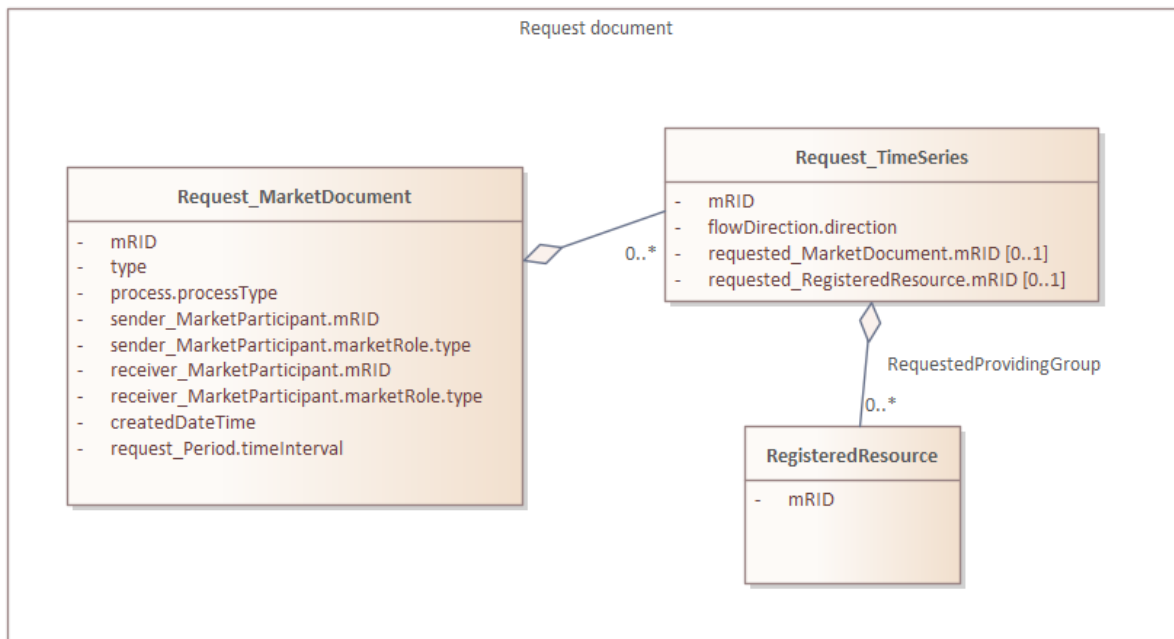 Request document
Request_MarketDocument
- mRID
- type
- process.processType
- sender_MarketParticipant.mRID
- sender_MarketParticipant.marketRole.type
- receiver_MarketParticipant.mRID
- receiver_MarketParticipant.marketRole.type
- createdDateTime
- request_Period.timeInterval
0..*
Request_TimeSeries
- mRID
- flowDirection.direction
- requested_MarketDocument.mRID [0..1]
- requested_RegisteredResource.mRID [0..1]
RequestedProvidingGroup
0..*
RegisteredResource
- mRID